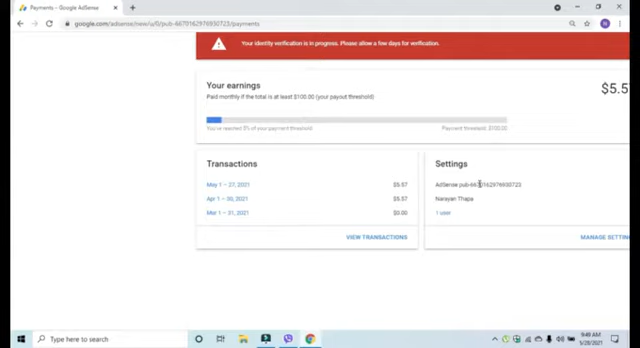 Payments – Google AdSense
google.com/adsense/new/u/0/pub-6670162976930723/payments
Your identity verification is in progress. Please allow a few days for verification.
Your earnings
Paid monthly if the total is at least $100.00 (your payout threshold)
$5.57
You've reached 5% of your payment threshold
Payment threshold: $100.00
Transactions
May 1 – 27, 2021 $5.57
Apr 1 – 30, 2021 $5.57
Mar 1 – 31, 2021 $0.00
VIEW TRANSACTIONS
Settings
AdSense pub-6670162976930723
Narayan Thapa
1 user
MANAGE SETTIN
Type here to search
9:48 AM
5/28/2021